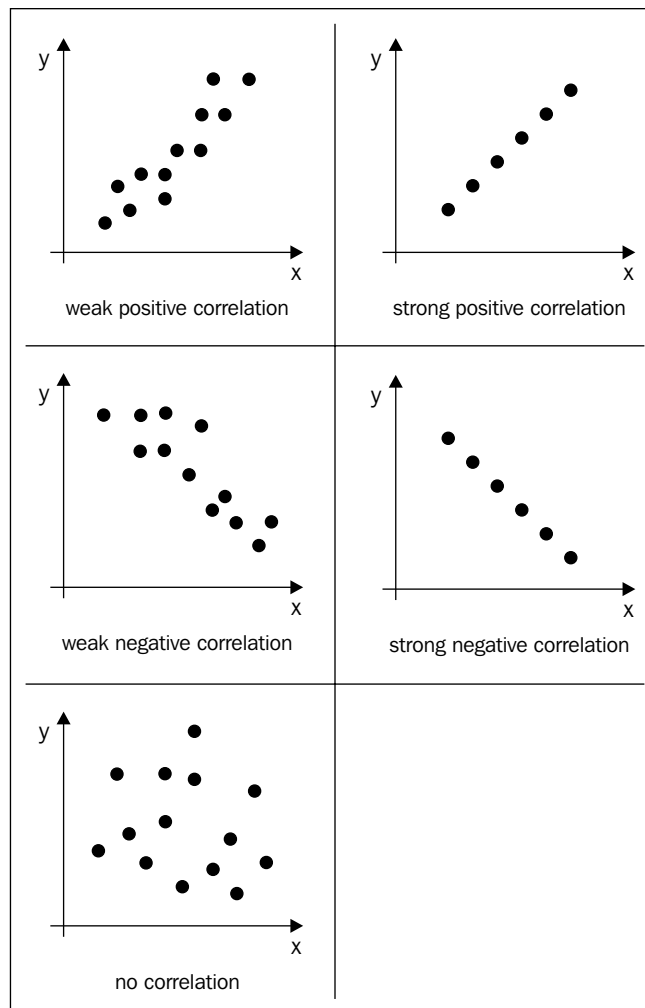 y
x
weak positive correlation
y
x
strong positive correlation
y
x
weak negative correlation
y
x
strong negative correlation
y
x
no correlation